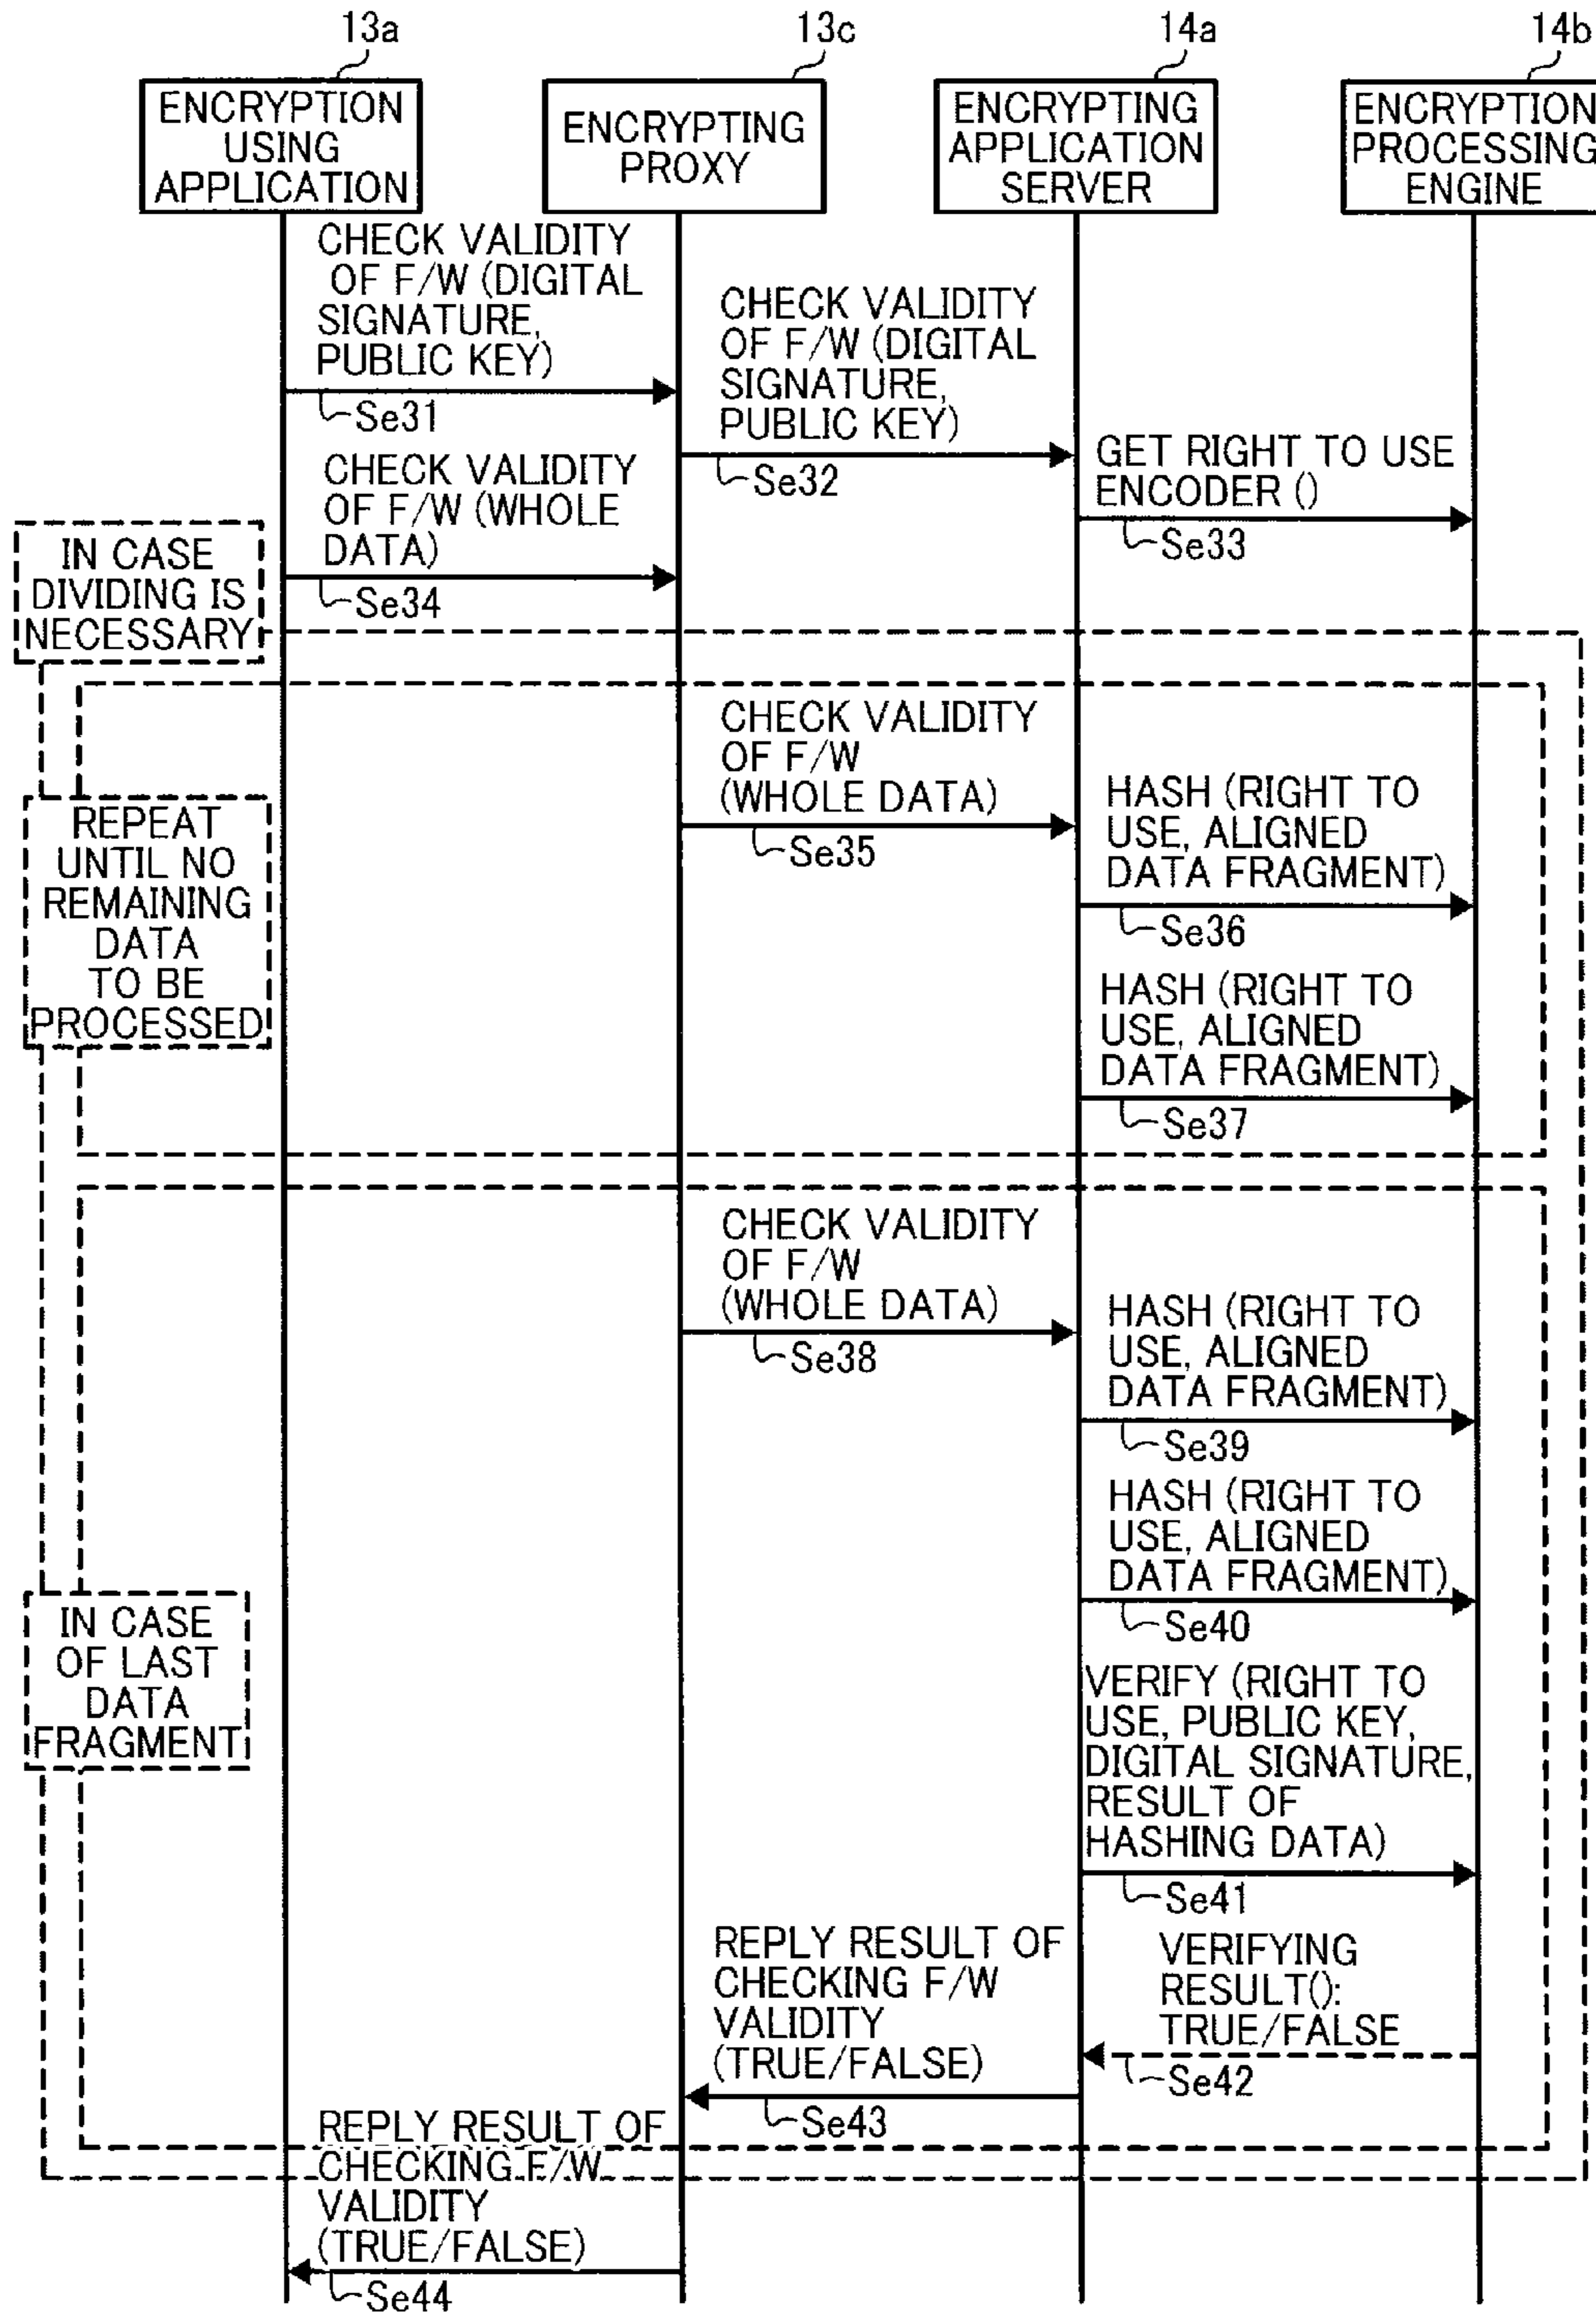 13a
13c
14a
14b
ENCRYPTION
USING
APPLICATION
ENCRYPTING
PROXY
ENCRYPTING
APPLICATION
SERVER
ENCRYPTION
PROCESSING
ENGINE
CHECK VALIDITY
OF F/W (DIGITAL
SIGNATURE,
PUBLIC KEY)
Se31
CHECK VALIDITY
OF F/W (DIGITAL
SIGNATURE,
PUBLIC KEY)
Se32
GET RIGHT TO USE
ENCODER ()
Se33
CHECK VALIDITY
OF F/W (WHOLE
DATA)
Se34
IN CASE
DIVIDING IS
NECESSARY
REPEAT
UNTIL NO
REMAINING
DATA
TO BE
PROCESSED
CHECK VALIDITY
OF F/W
(WHOLE DATA)
Se35
HASH (RIGHT TO
USE, ALIGNED
DATA FRAGMENT)
Se36
HASH (RIGHT TO
USE, ALIGNED
DATA FRAGMENT)
Se37
CHECK VALIDITY
OF F/W
(WHOLE DATA)
Se38
HASH (RIGHT TO
USE, ALIGNED
DATA FRAGMENT)
Se39
HASH (RIGHT TO
USE, ALIGNED
DATA FRAGMENT)
Se40
IN CASE
OF LAST
DATA
FRAGMENT
VERIFY (RIGHT TO
USE, PUBLIC KEY,
DIGITAL SIGNATURE,
RESULT OF
HASHING DATA)
Se41
VERIFYING
RESULT():
TRUE/FALSE
Se42
REPLY RESULT OF
CHECKING F/W
VALIDITY
(TRUE/FALSE)
Se43
REPLY RESULT OF
CHECKING F/W
VALIDITY
(TRUE/FALSE)
Se44